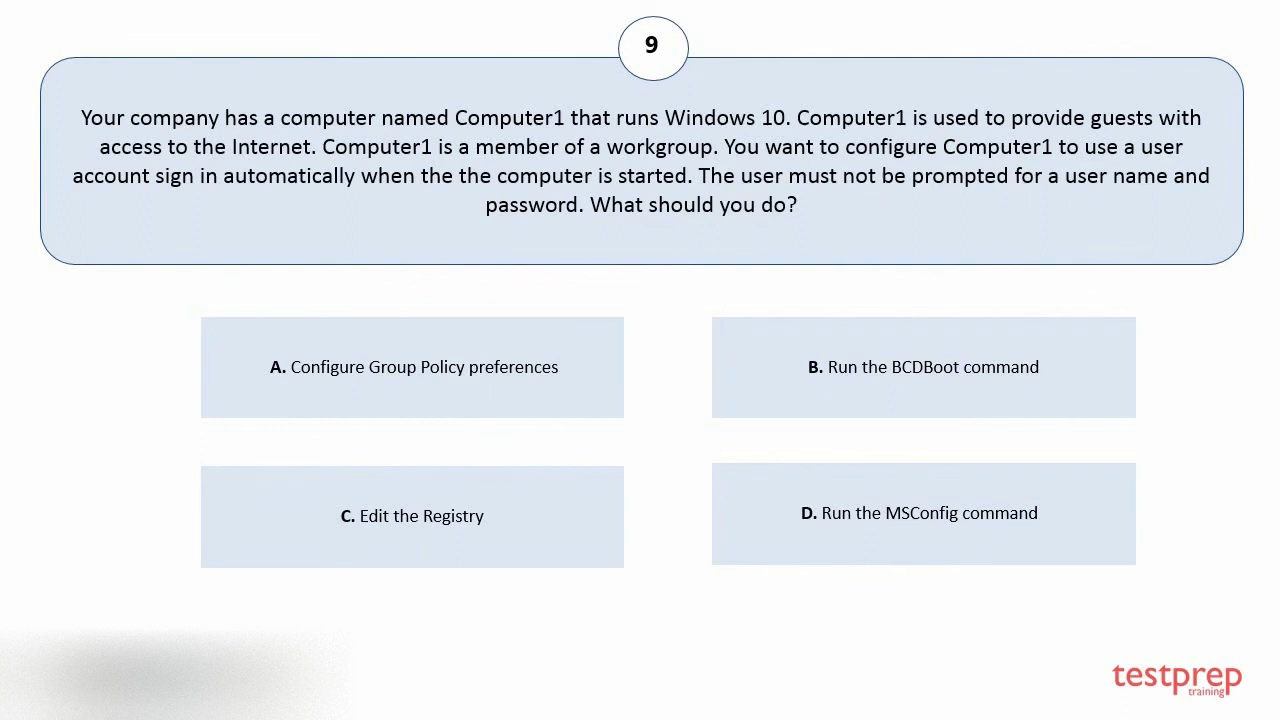 9
Your company has a computer named Computer1 that runs Windows 10. Computer1 is used to provide guests with
access to the Internet. Computer1 is a member of a workgroup. You want to configure Computer1 to use a user
account sign in automatically when the the computer is started. The user must not be prompted for a user name and
password. What should you do?
A. Configure Group Policy preferences
B. Run the BCDBoot command
C. Edit the Registry
D. Run the MSConfig command
testprep
training